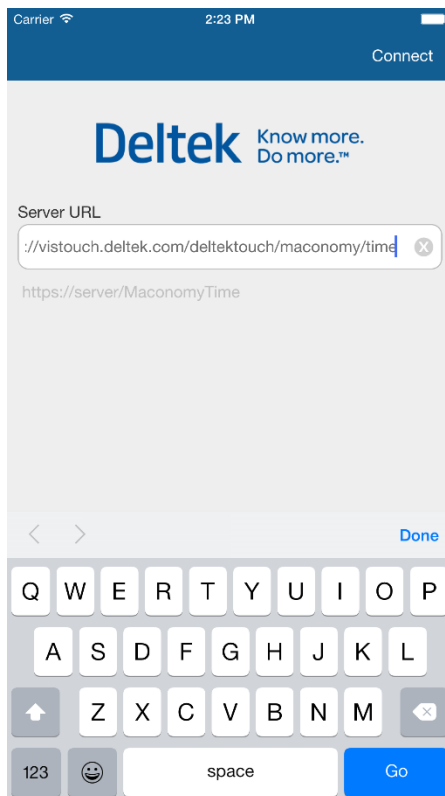 Carrier 2:23 PM
Connect
Deltek Know more.
Do more.™
Server URL
://vistouch.deltek.com/deltektouch/maconomy/time
https://server/MaconomyTime
Done
Q W E R T Y U I O P
A S D F G H J K L
Z X C V B N M
123 space Go